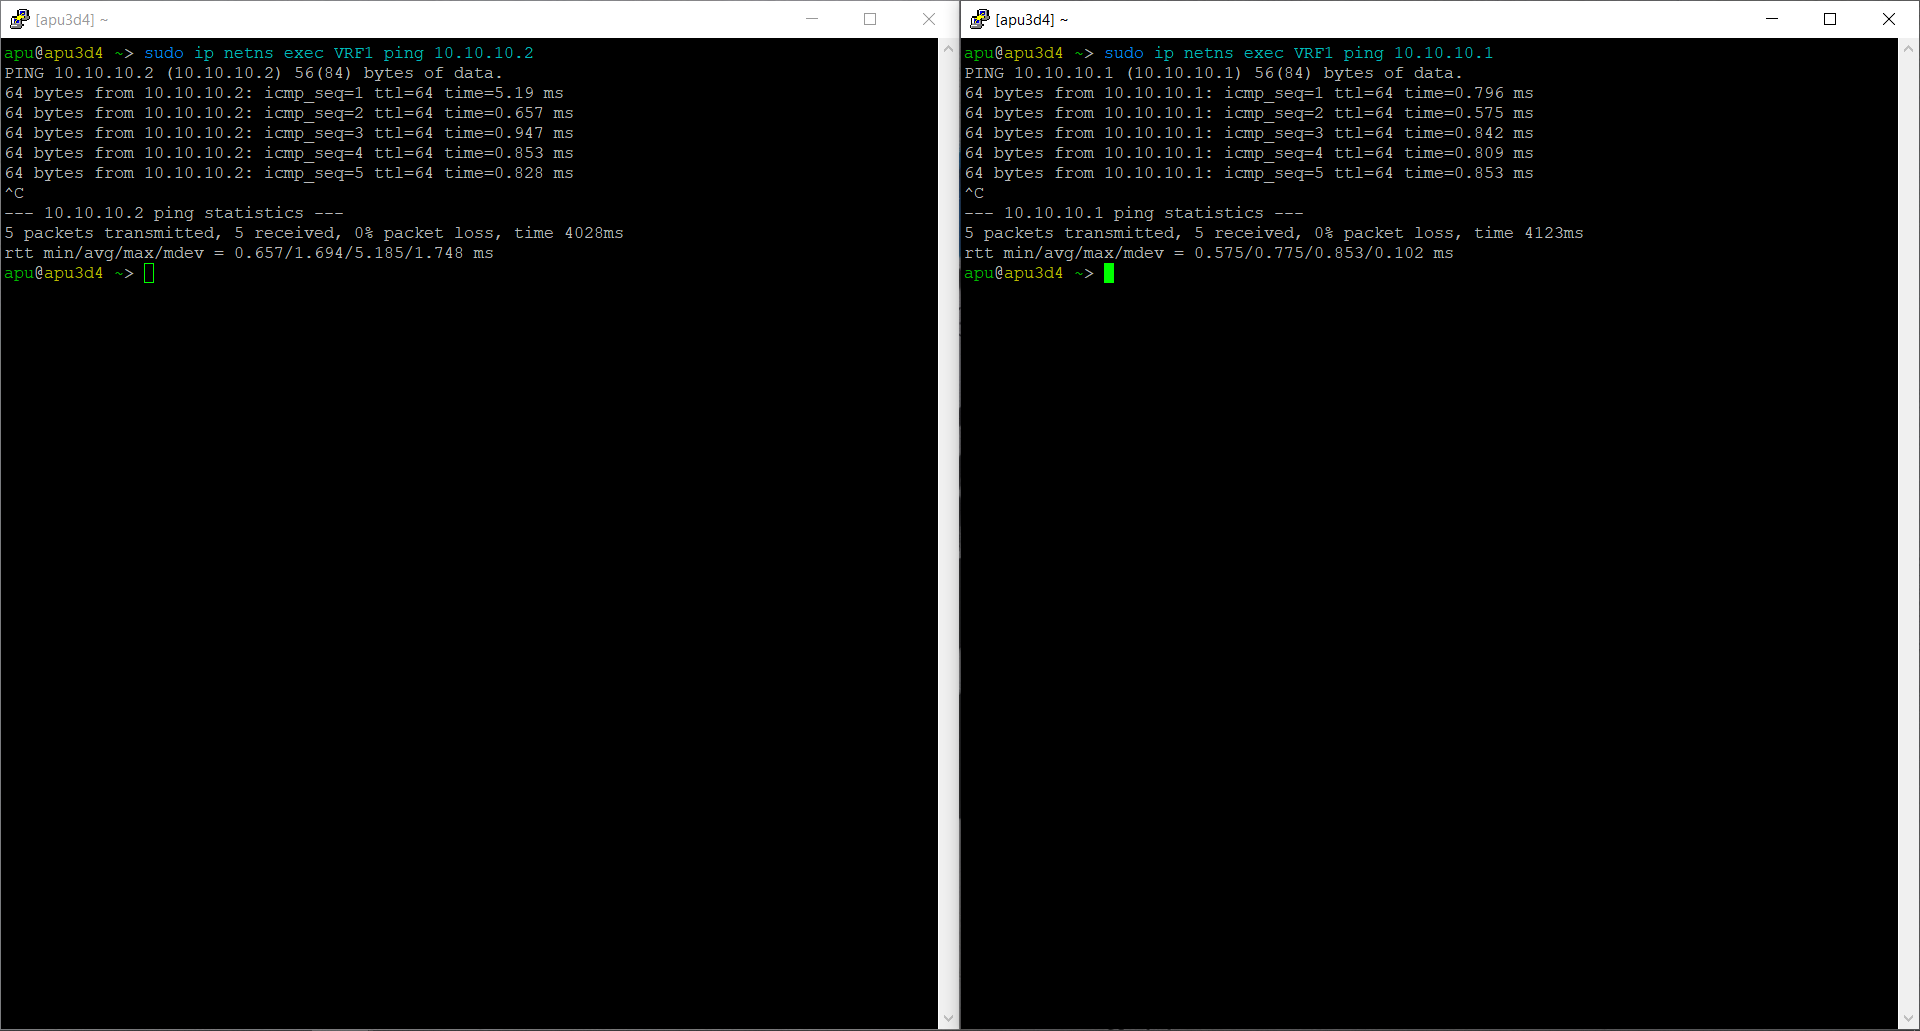 [apu3d4] ~
apu@apu3d4 ~> sudo ip netns exec VRF1 ping 10.10.10.2
PING 10.10.10.2 (10.10.10.2) 56(84) bytes of data.
64 bytes from 10.10.10.2: icmp_seq=1 ttl=64 time=5.19 ms
64 bytes from 10.10.10.2: icmp_seq=2 ttl=64 time=0.657 ms
64 bytes from 10.10.10.2: icmp_seq=3 ttl=64 time=0.947 ms
64 bytes from 10.10.10.2: icmp_seq=4 ttl=64 time=0.853 ms
64 bytes from 10.10.10.2: icmp_seq=5 ttl=64 time=0.828 ms
^C
--- 10.10.10.2 ping statistics ---
5 packets transmitted, 5 received, 0% packet loss, time 4028ms
rtt min/avg/max/mdev = 0.657/1.694/5.185/1.748 ms
apu@apu3d4 ~>
[apu3d4] ~
apu@apu3d4 ~> sudo ip netns exec VRF1 ping 10.10.10.1
PING 10.10.10.1 (10.10.10.1) 56(84) bytes of data.
64 bytes from 10.10.10.1: icmp_seq=1 ttl=64 time=0.796 ms
64 bytes from 10.10.10.1: icmp_seq=2 ttl=64 time=0.575 ms
64 bytes from 10.10.10.1: icmp_seq=3 ttl=64 time=0.842 ms
64 bytes from 10.10.10.1: icmp_seq=4 ttl=64 time=0.809 ms
64 bytes from 10.10.10.1: icmp_seq=5 ttl=64 time=0.853 ms
^C
--- 10.10.10.1 ping statistics ---
5 packets transmitted, 5 received, 0% packet loss, time 4123ms
rtt min/avg/max/mdev = 0.575/0.775/0.853/0.102 ms
apu@apu3d4 ~>